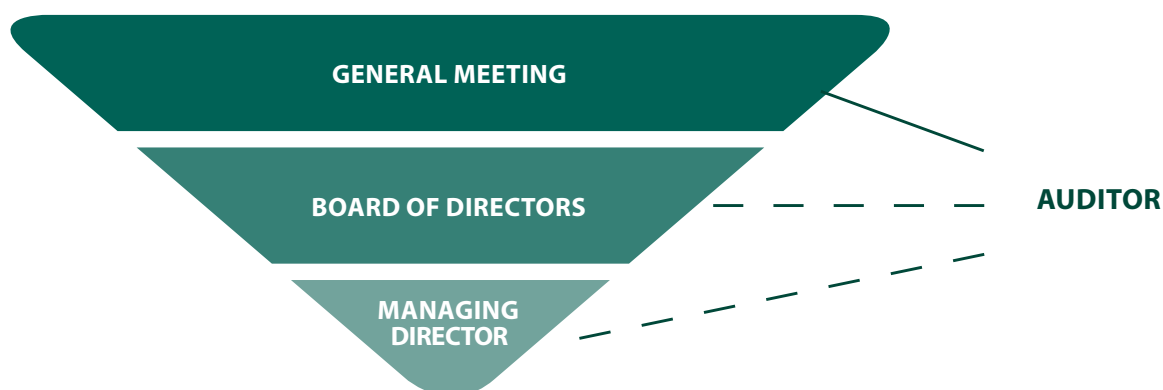 GENERAL MEETING
BOARD OF DIRECTORS
AUDITOR
MANAGING
DIRECTOR